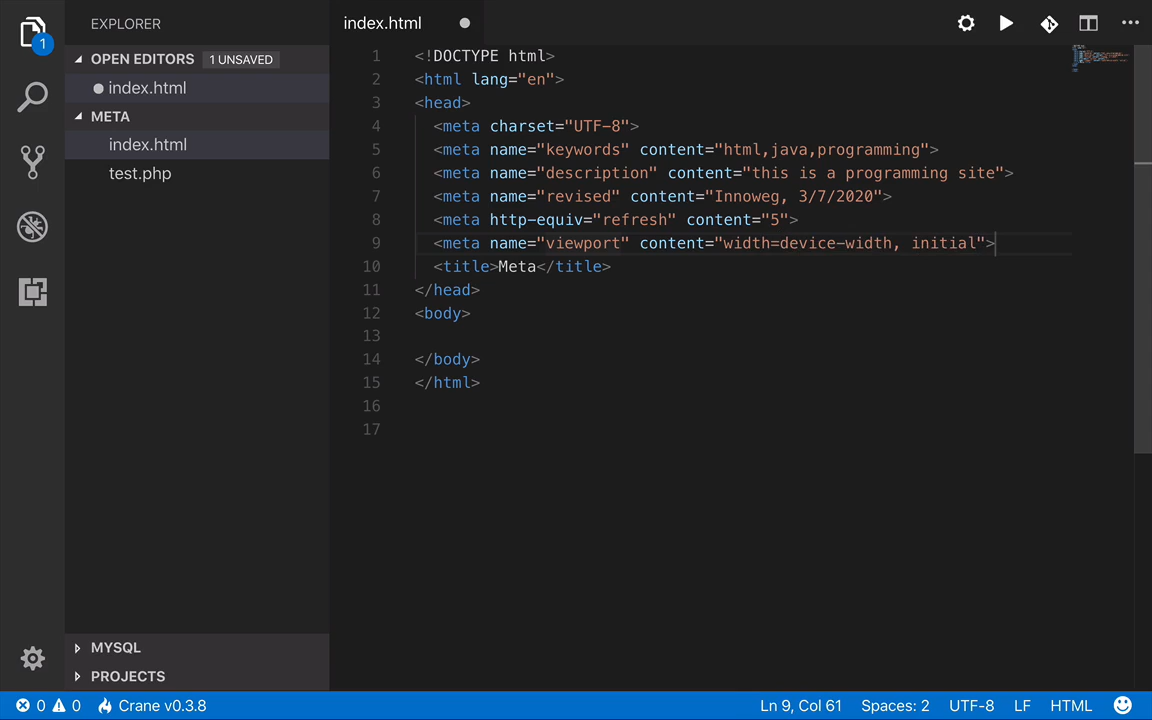 1
EXPLORER
OPEN EDITORS 1 UNSAVED
index.html
META
index.html
test.php
MYSQL
PROJECTS
index.html
1 <!DOCTYPE html>
2 <html lang="en">
3 <head>
4 <meta charset="UTF-8">
5 <meta name="keywords" content="html,java,programming">
6 <meta name="description" content="this is a programming site">
7 <meta name="revised" content="Innoweg, 3/7/2020">
8 <meta http-equiv="refresh" content="5">
9 <meta name="viewport" content="width=device-width, initial">
10 <title>Meta</title>
11 </head>
12 <body>
13
14 </body>
15 </html>
16
17
0 0 Crane v0.3.8 Ln 9, Col 61 Spaces: 2 UTF-8 LF HTML